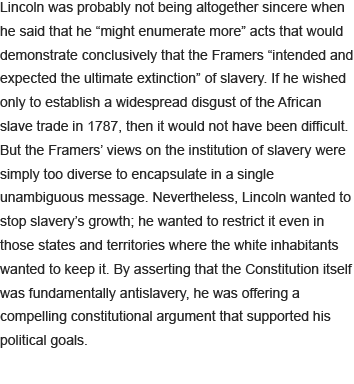 Lincoln was probably not being altogether sincere when
he said that he “might enumerate more” acts that would
demonstrate conclusively that the Framers “intended and
expected the ultimate extinction” of slavery. If he wished
only to establish a widespread disgust of the African
slave trade in 1787, then it would not have been difficult.
But the Framers’ views on the institution of slavery were
simply too diverse to encapsulate in a single
unambiguous message. Nevertheless, Lincoln wanted to
stop slavery’s growth; he wanted to restrict it even in
those states and territories where the white inhabitants
wanted to keep it. By asserting that the Constitution itself
was fundamentally antislavery, he was offering a
compelling constitutional argument that supported his
political goals.